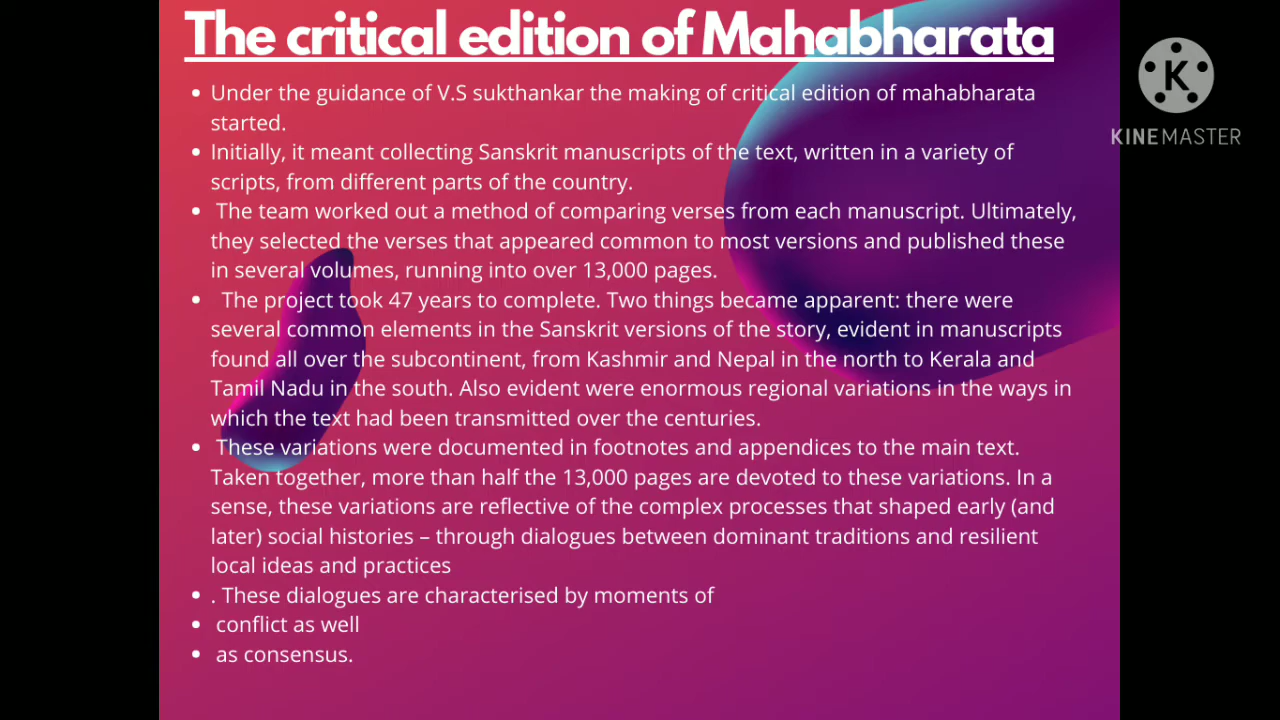 The critical edition of Mahabharata
• Under the guidance of V.S sukthankar the making of critical edition of mahabharata
started.
• Initially, it meant collecting Sanskrit manuscripts of the text, written in a variety of
scripts, from different parts of the country.
• The team worked out a method of comparing verses from each manuscript. Ultimately,
they selected the verses that appeared common to most versions and published these
in several volumes, running into over 13,000 pages.
• The project took 47 years to complete. Two things became apparent: there were
several common elements in the Sanskrit versions of the story, evident in manuscripts
found all over the subcontinent, from Kashmir and Nepal in the north to Kerala and
Tamil Nadu in the south. Also evident were enormous regional variations in the ways in
which the text had been transmitted over the centuries.
• These variations were documented in footnotes and appendices to the main text.
Taken together, more than half the 13,000 pages are devoted to these variations. In a
sense, these variations are reflective of the complex processes that shaped early (and
later) social histories – through dialogues between dominant traditions and resilient
local ideas and practices
• . These dialogues are characterised by moments of
• conflict as well
• as consensus.
K
KINEMASTER